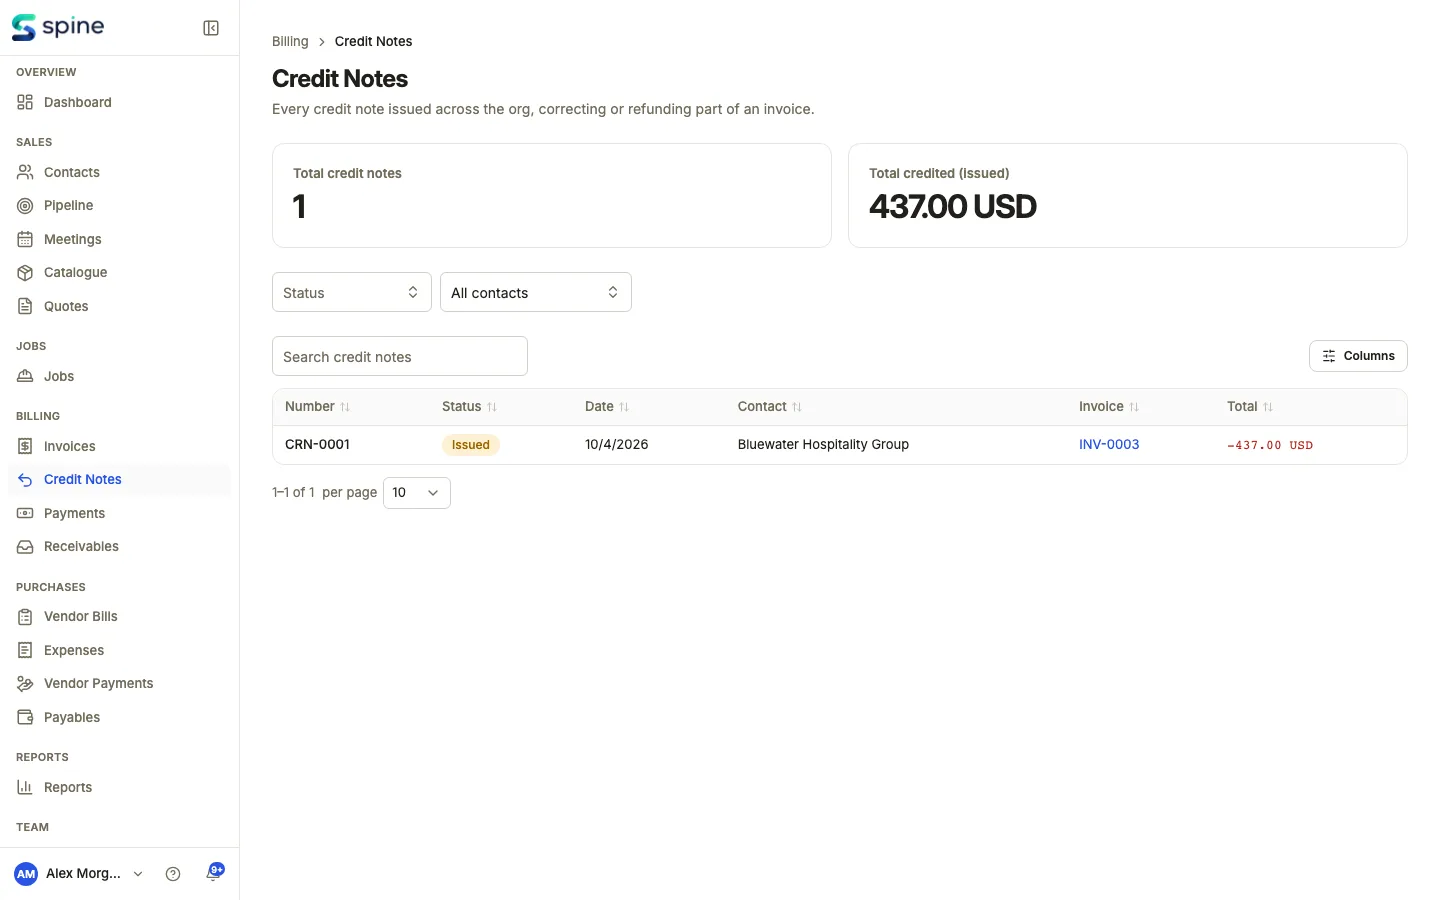 spine
OVERVIEW
Dashboard
SALES
Contacts
Pipeline
Meetings
Catalogue
Quotes
JOBS
Jobs
BILLING
Invoices
Credit Notes
Payments
Receivables
PURCHASES
Vendor Bills
Expenses
Vendor Payments
Payables
REPORTS
Reports
TEAM
AM Alex Morg... 9+
Billing > Credit Notes
Credit Notes
Every credit note issued across the org, correcting or refunding part of an invoice.
Total credit notes
1
Total credited (issued)
437.00 USD
Status All contacts
Search credit notes Columns
Number Status Date Contact Invoice Total
CRN-0001 Issued 10/4/2026 Bluewater Hospitality Group INV-0003 −437.00 USD
1–1 of 1 per page 10